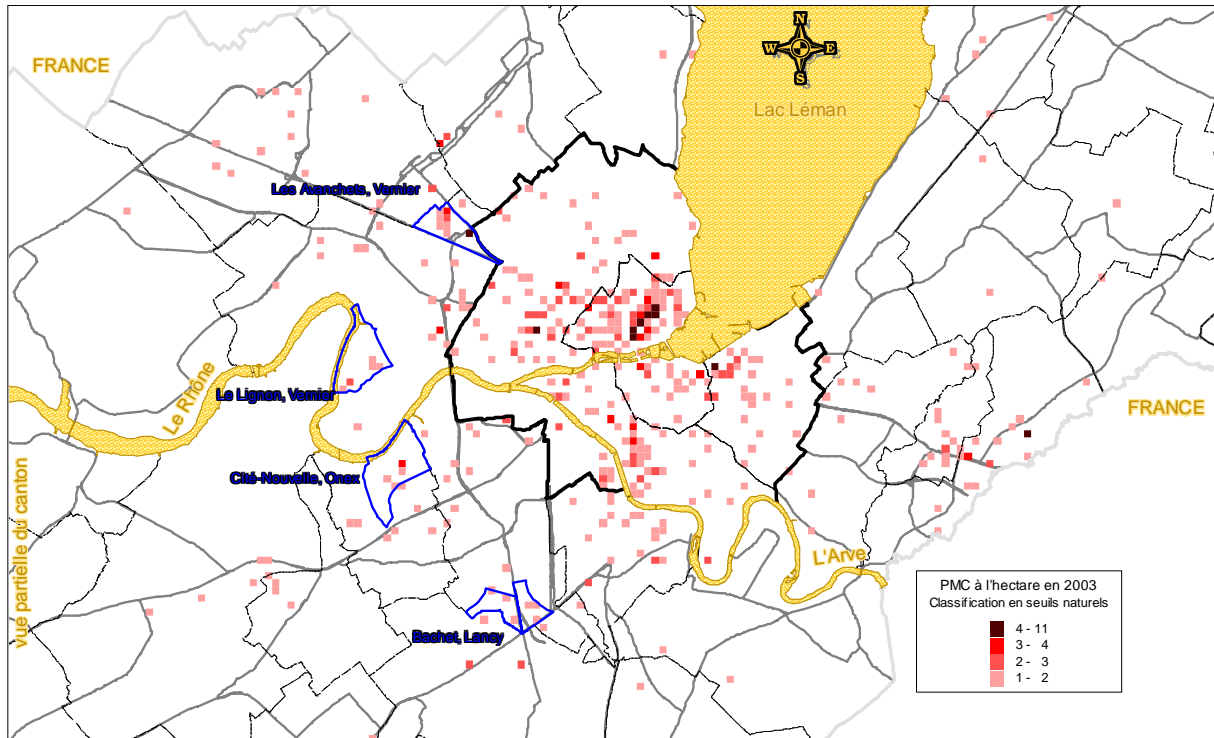 N
W E
S
FRANCE
Lac Léman
Les Avanchets, Vernier
Le Rhône
Le Lignon, Vernier
FRANCE
Cité-Nouvelle, Onex
Vue partielle du canton
L'Arve
Bachet, Lancy
PMC à l'hectare en 2003
Classification en seuils naturels
4 - 11
3 - 4
2 - 3
1 - 2